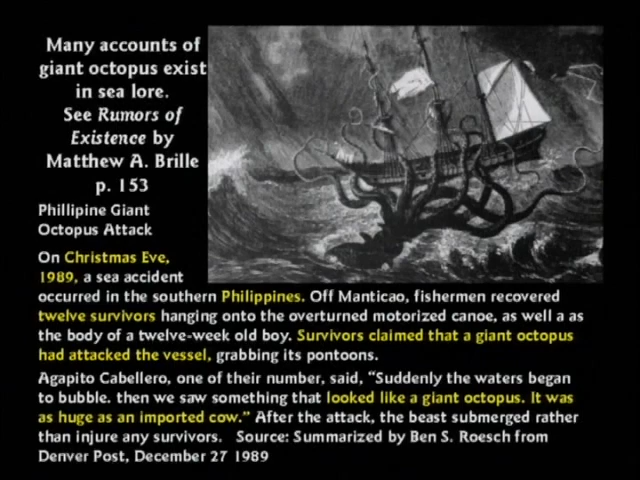 Many accounts of
giant octopus exist
in sea lore.
See Rumors of
Existence by
Matthew A. Brille
p. 153
Phillipine Giant
Octopus Attack
On Christmas Eve,
1989, a sea accident
occurred in the southern Philippines. Off Manticao, fishermen recovered
twelve survivors hanging onto the overturned motorized canoe, as well a as
the body of a twelve-week old boy. Survivors claimed that a giant octopus
had attacked the vessel, grabbing its pontoons.
Agapito Cabellero, one of their number, said, “Suddenly the waters began
to bubble. then we saw something that looked like a giant octopus. It was
as huge as an imported cow.” After the attack, the beast submerged rather
than injure any survivors. Source: Summarized by Ben S. Roesch from
Denver Post, December 27 1989